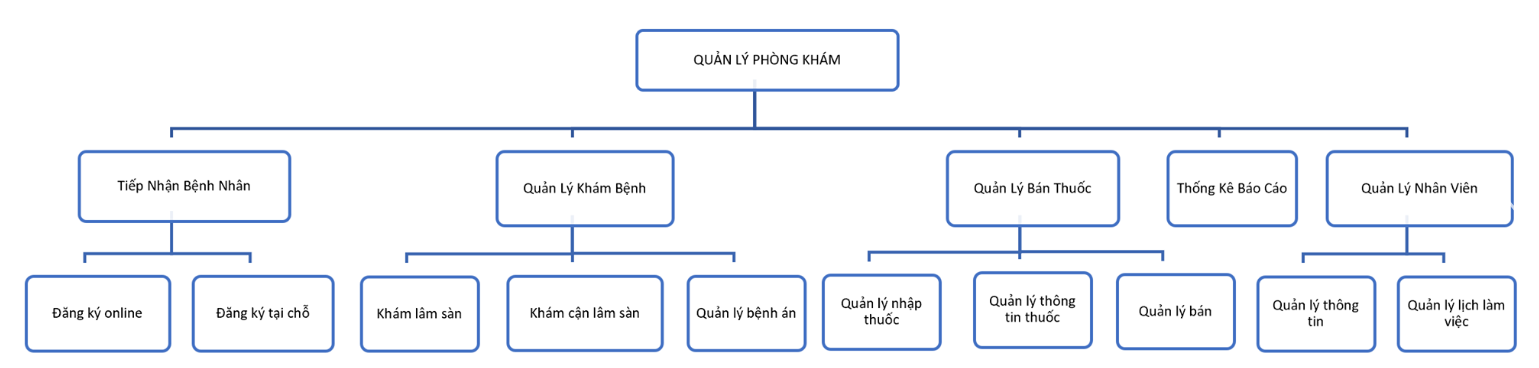 QUẢN LÝ PHÒNG KHÁM
Tiếp Nhận Bệnh Nhân
Quản Lý Khám Bệnh
Quản Lý Bán Thuốc
Thống Kê Báo Cáo
Quản Lý Nhân Viên
Đăng ký online
Đăng ký tại chỗ
Khám lâm sàn
Khám cận lâm sàn
Quản lý bệnh án
Quản lý nhập
thuốc
Quản lý thông
tin thuốc
Quản lý bán
Quản lý thông
tin
Quản lý lịch làm
việc